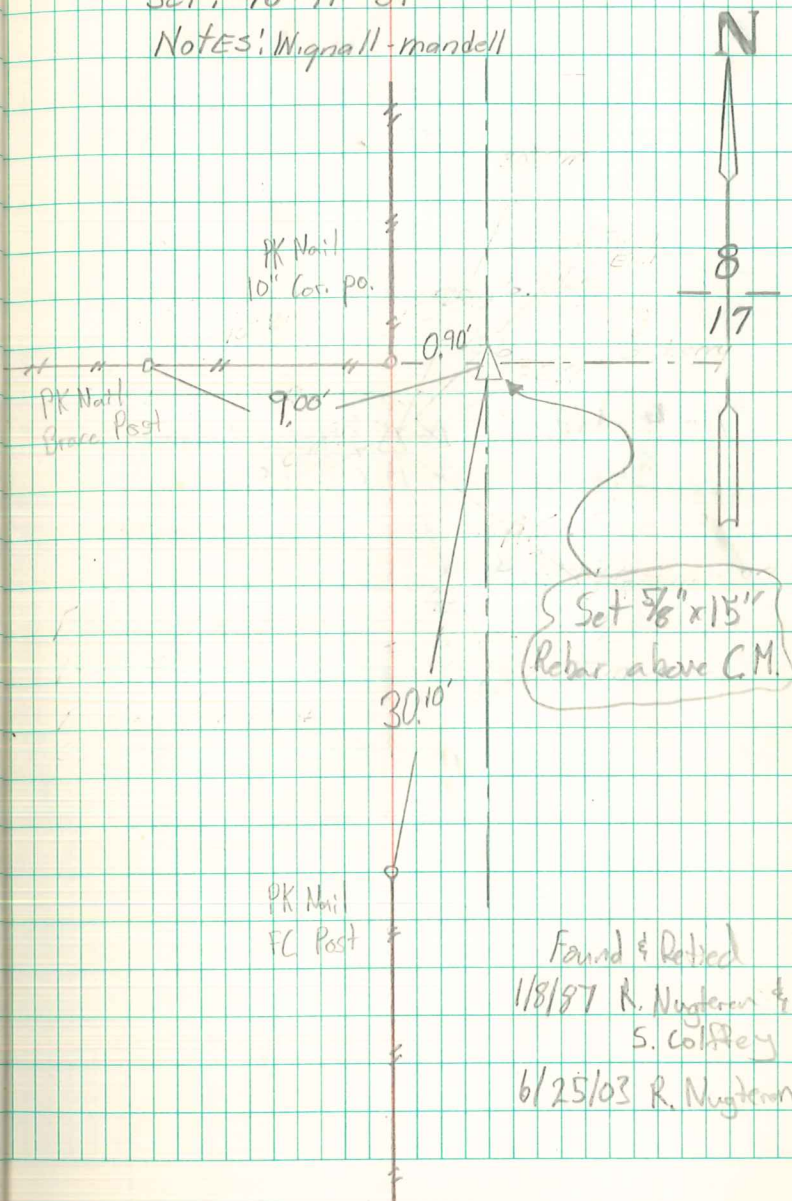 Notes: Wignall-mandell
N
PK Nail
10" Cor. po.
8
17
0.90'
PK Nail
Brace Post
9.00'
Set 5/8" x 15"
Rebar above C.M.
30.10'
PK Nail
FC Post
Found & Retied
1/8/87 R. Nugteren &
S. Colffey
6/25/03 R. Nugteren